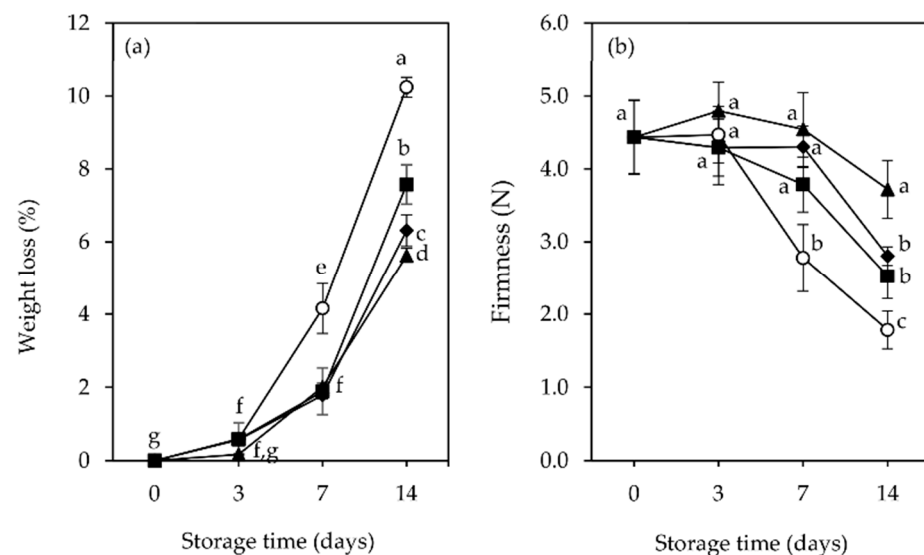 (a)
Weight loss (%)
12
10
8
6
4
2
0
g
f
f,g
e
f
a
b
c
d
0 3 7 14
Storage time (days)
(b)
Firmness (N)
6.0
5.0
4.0
3.0
2.0
1.0
0.0
a
a
a
a
a
a
a
b
a
b
b
c
0 3 7 14
Storage time (days)